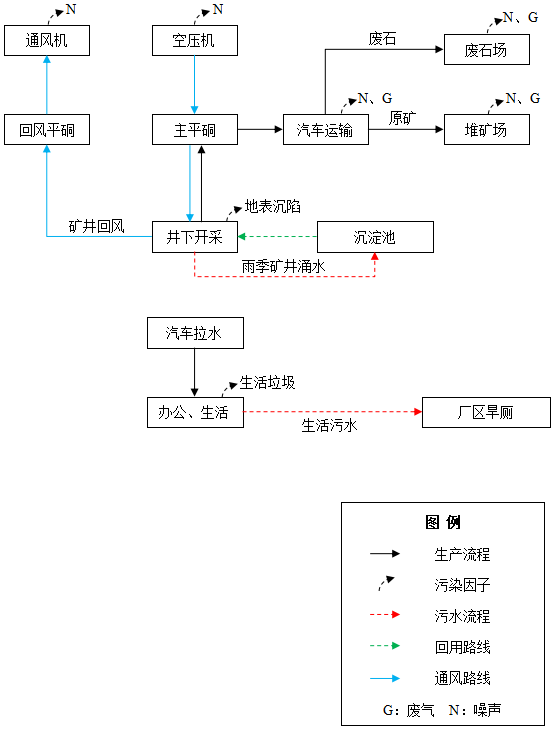 N
N
N、G
通风机
空压机
废石
废石场
N、G
N、G
回风平硐
主平硐
汽车运输
原矿
堆矿场
地表沉陷
矿井回风
井下开采
沉淀池
雨季矿井涌水
汽车拉水
生活垃圾
办公、生活
厂区旱厕
生活污水
图 例
生产流程
污染因子
污水流程
回用路线
通风路线
G：废气 N：噪声